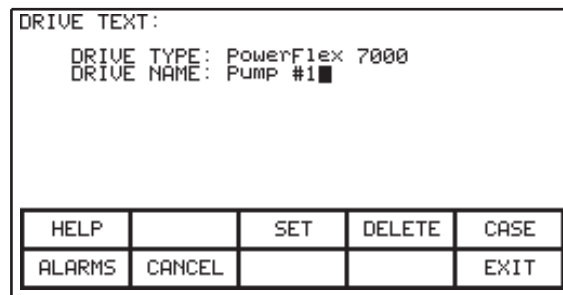 DRIVE TEXT:
DRIVE TYPE: PowerFlex 7000
DRIVE NAME: Pump #1
HELP SET DELETE CASE
ALARMS CANCEL EXIT